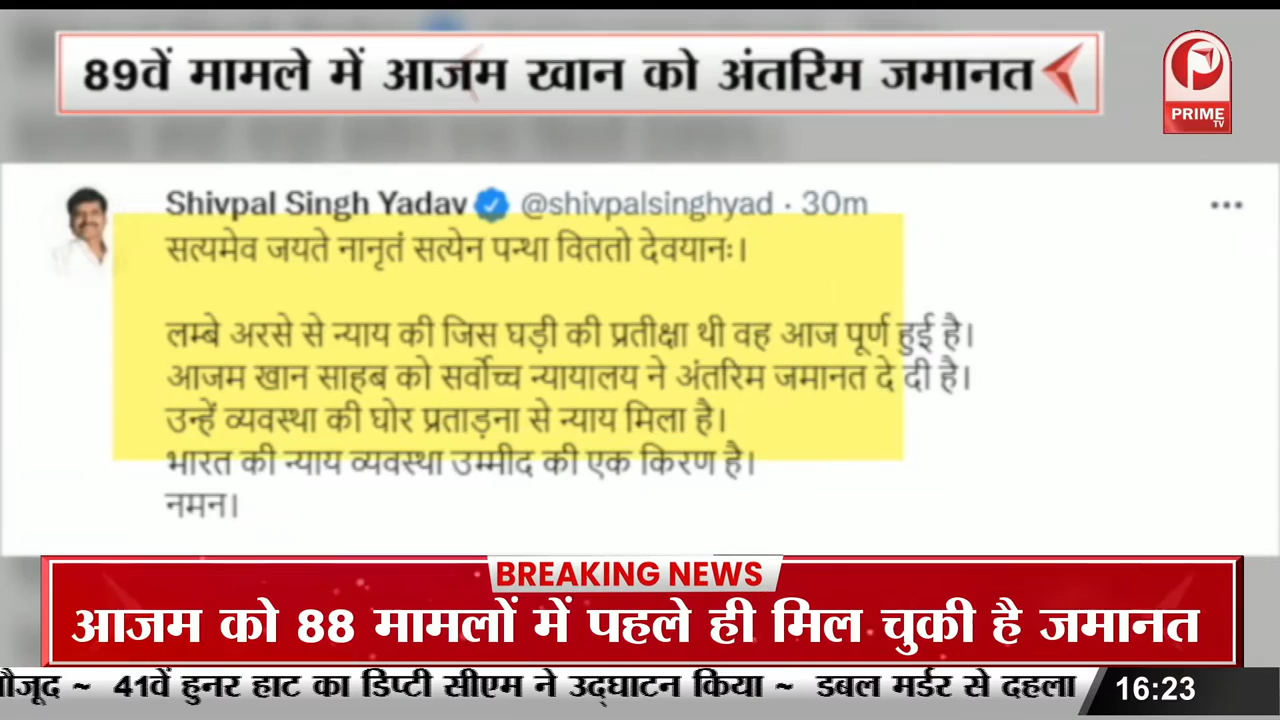 89वें मामले में आजम खान को अंतरिम जमानत
PRIME
TV
Shivpal Singh Yadav @shivpalsinghyad · 30m
सत्यमेव जयते नानृतं सत्येन पन्था विततो देवयानः।
लम्बे अरसे से न्याय की जिस घड़ी की प्रतीक्षा थी वह आज पूर्ण हुई है।
आजम खान साहब को सर्वोच्च न्यायालय ने अंतरिम जमानत दे दी है।
उन्हें व्यवस्था की घोर प्रताड़ना से न्याय मिला है।
भारत की न्याय व्यवस्था उम्मीद की एक किरण है।
नमन।
BREAKING NEWS
आजम को 88 मामलों में पहले ही मिल चुकी है जमानत
मौजूद ~ 41वें हुनर हाट का डिप्टी सीएम ने उद्घाटन किया ~ डबल मर्डर से दहला
16:23